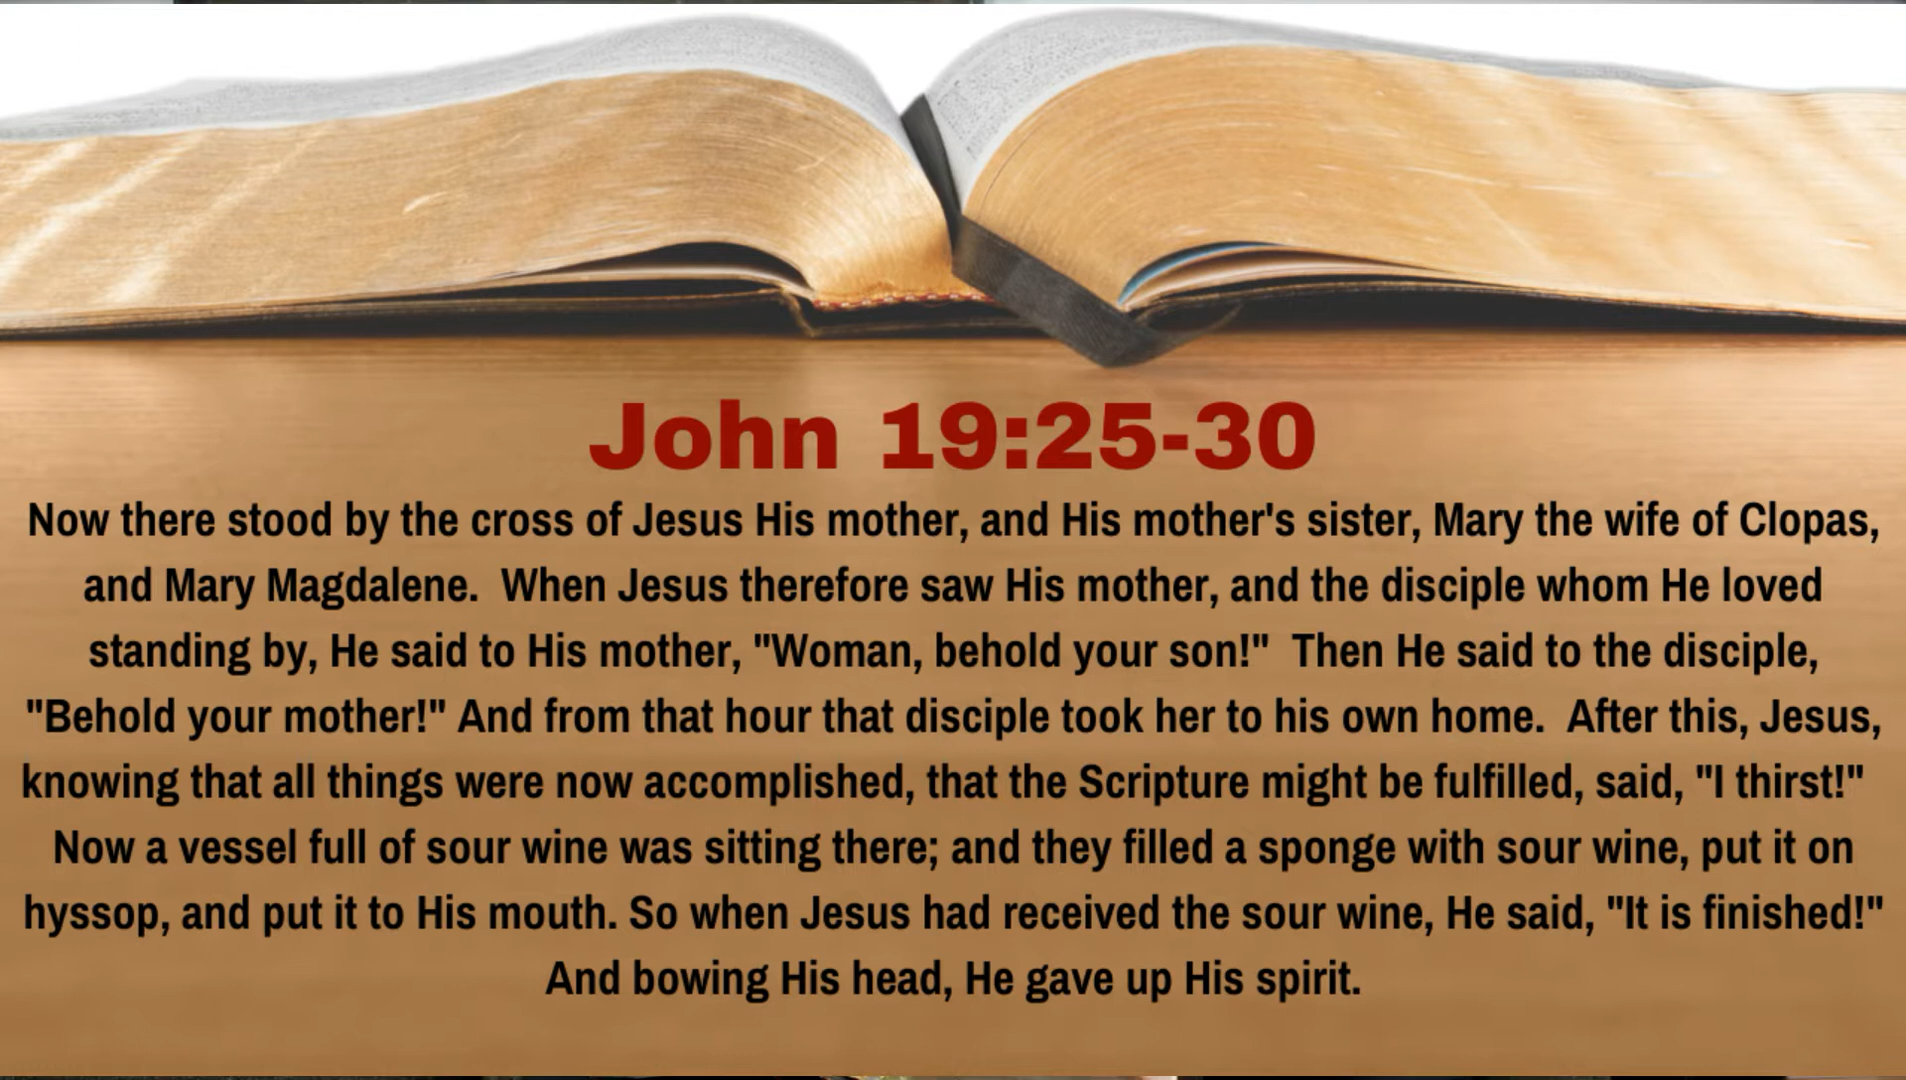 John 19:25-30
Now there stood by the cross of Jesus His mother, and His mother's sister, Mary the wife of Clopas,
and Mary Magdalene.  When Jesus therefore saw His mother, and the disciple whom He loved
standing by, He said to His mother, "Woman, behold your son!"  Then He said to the disciple,
"Behold your mother!" And from that hour that disciple took her to his own home.  After this, Jesus,
knowing that all things were now accomplished, that the Scripture might be fulfilled, said, "I thirst!"
Now a vessel full of sour wine was sitting there; and they filled a sponge with sour wine, put it on
hyssop, and put it to His mouth. So when Jesus had received the sour wine, He said, "It is finished!"
And bowing His head, He gave up His spirit.